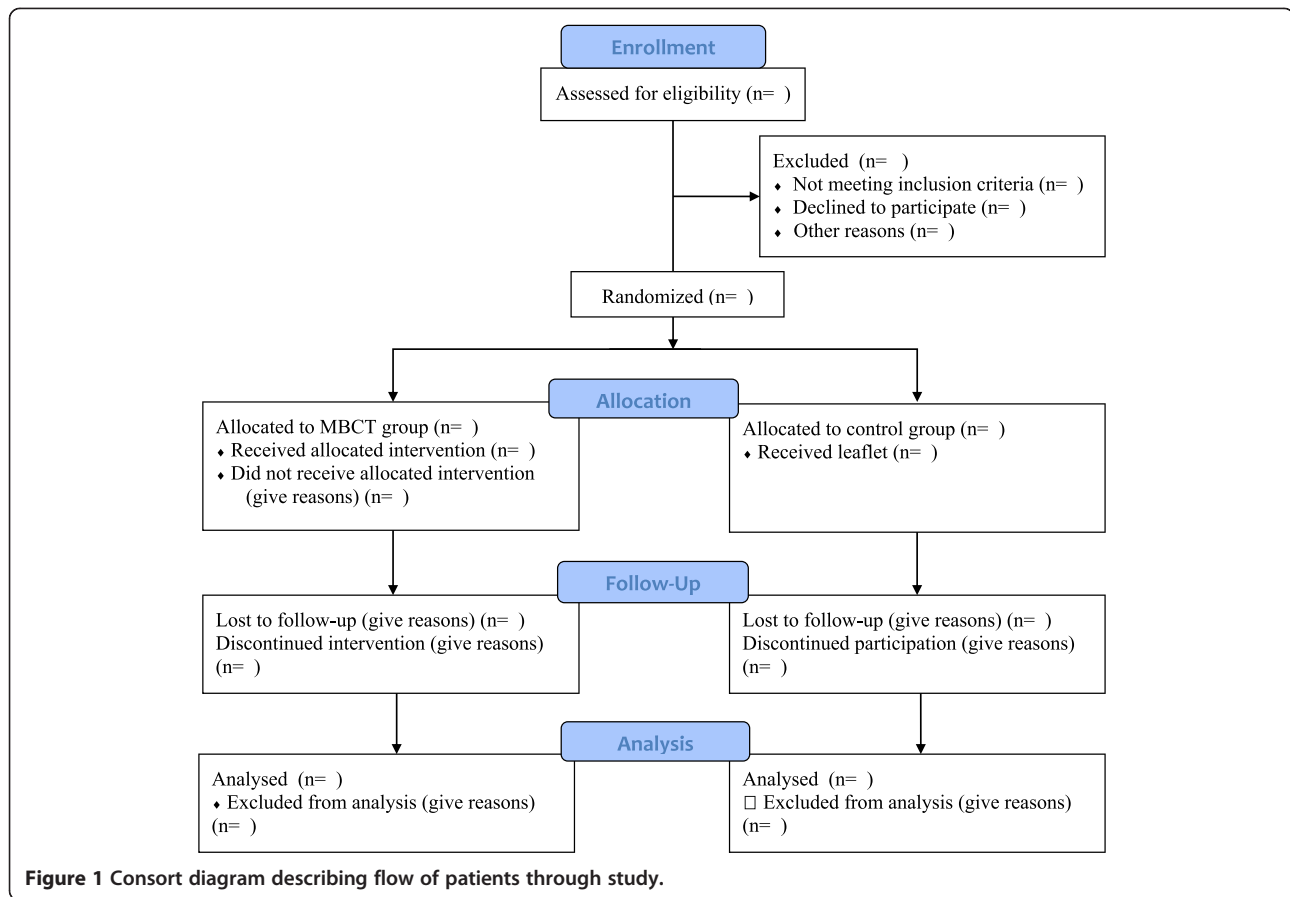 Enrollment
Assessed for eligibility (n= )
Excluded (n= )
♦ Not meeting inclusion criteria (n= )
♦ Declined to participate (n= )
♦ Other reasons (n= )
Randomized (n= )
Allocation
Allocated to MBCT group (n= )
♦ Received allocated intervention (n= )
♦ Did not receive allocated intervention
(give reasons) (n= )
Allocated to control group (n= )
♦ Received leaflet (n= )
Follow-Up
Lost to follow-up (give reasons) (n= )
Discontinued intervention (give reasons)
(n= )
Lost to follow-up (give reasons) (n= )
Discontinued participation (give reasons)
(n= )
Analysis
Analysed (n= )
♦ Excluded from analysis (give reasons)
(n= )
Analysed (n= )
□ Excluded from analysis (give reasons)
(n= )
Figure 1 Consort diagram describing flow of patients through study.